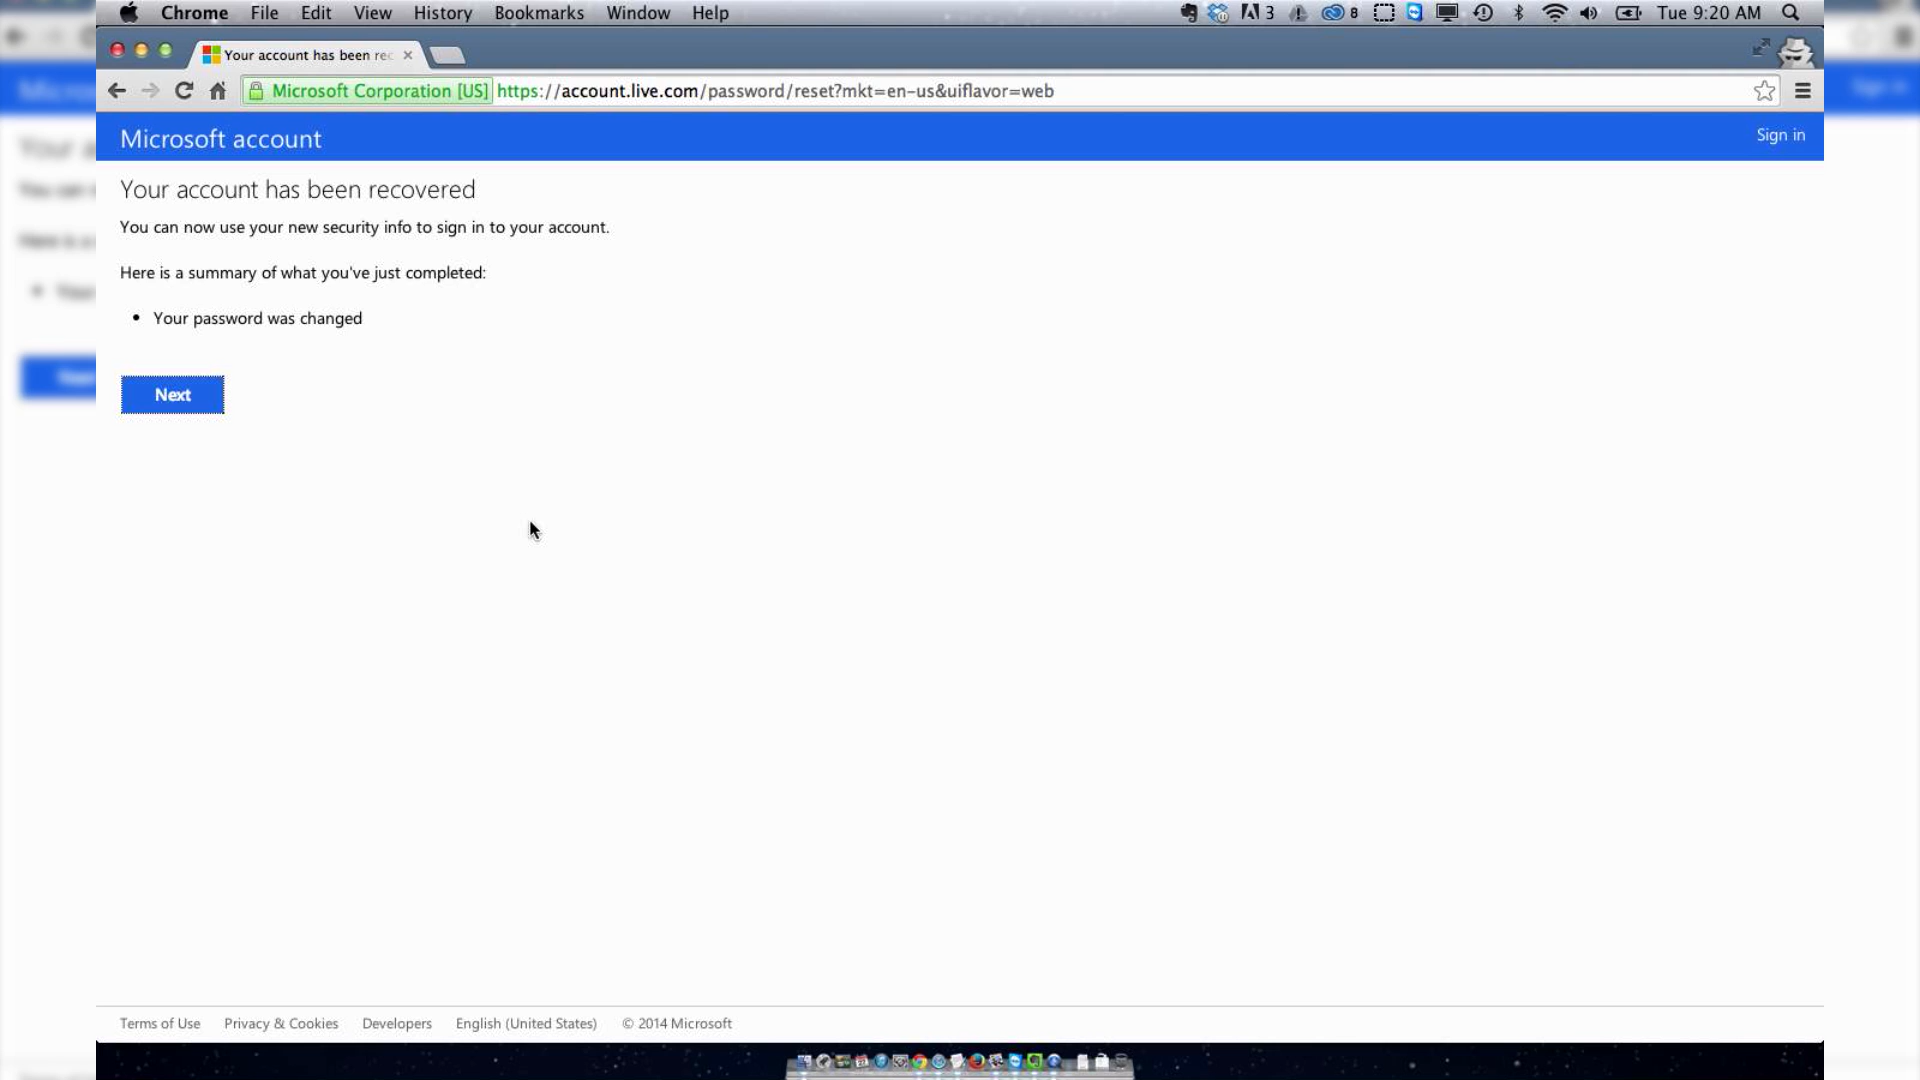 Chrome File Edit View History Bookmarks Window Help 3 8 Tue 9:20 AM
Your account has been rec
Microsoft Corporation [US] https://account.live.com/password/reset?mkt=en-us&uiflavor=web
Microsoft account Sign in
Your account has been recovered
You can now use your new security info to sign in to your account.
Here is a summary of what you've just completed:
• Your password was changed
Next
Terms of Use Privacy & Cookies Developers English (United States) © 2014 Microsoft